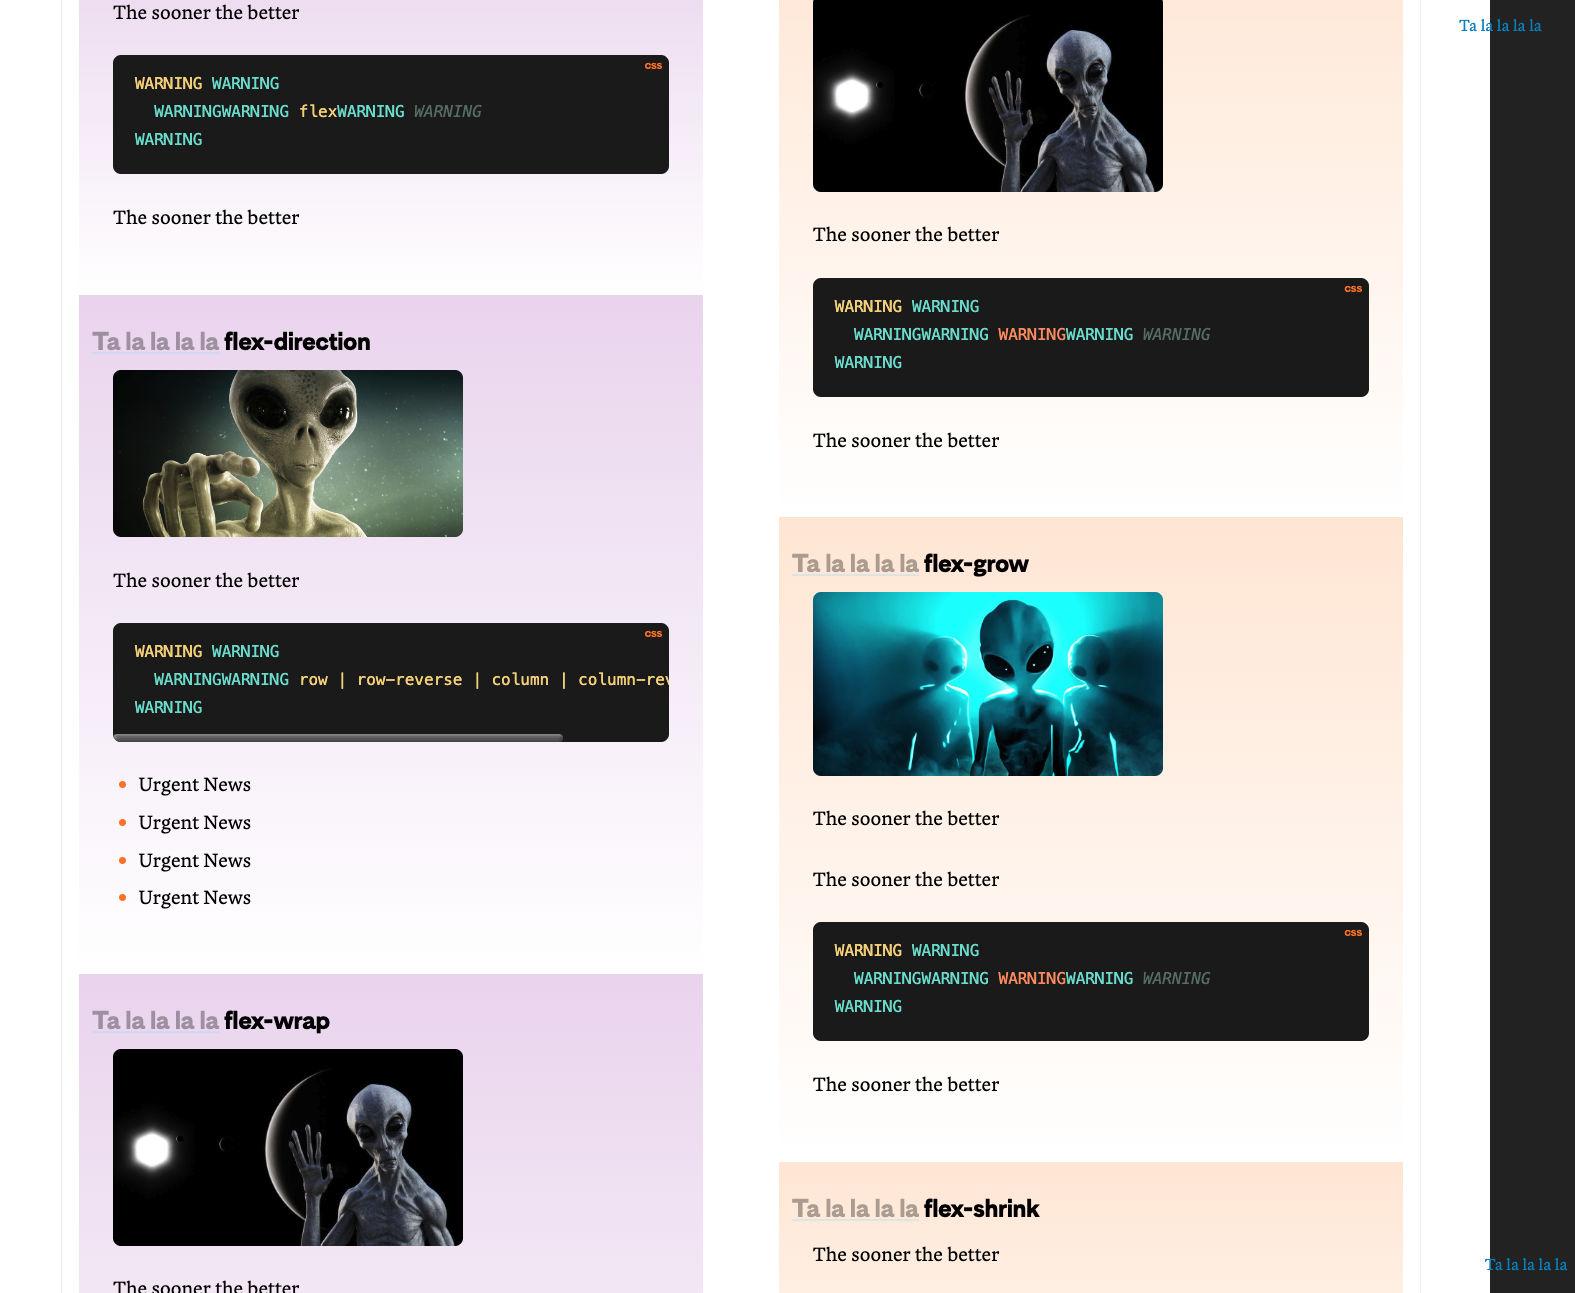 The sooner the better
css
WARNING WARNING
WARNINGWARNING flexWARNING WARNING
WARNING
The sooner the better
Ta la la la la flex-direction
The sooner the better
css
WARNING WARNING
WARNINGWARNING row | row-reverse | column | column-rev
WARNING
Urgent News
Urgent News
Urgent News
Urgent News
Ta la la la la flex-wrap
The sooner the better
The sooner the better
css
WARNING WARNING
WARNINGWARNING WARNINGWARNING WARNING
WARNING
The sooner the better
Ta la la la la flex-grow
The sooner the better
The sooner the better
css
WARNING WARNING
WARNINGWARNING WARNINGWARNING WARNING
WARNING
The sooner the better
Ta la la la la flex-shrink
The sooner the better
Ta la la la la
Ta la la la la